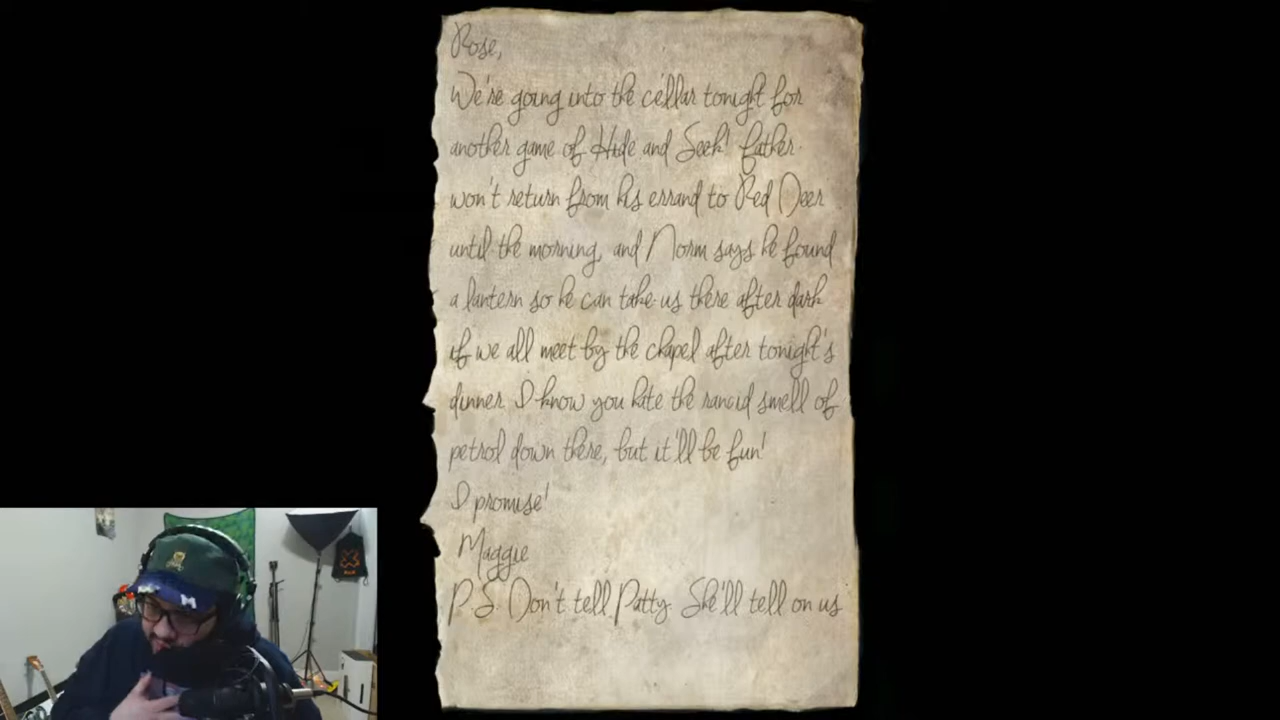 Rose,
We're going into the cellar tonight for
another game of Hide and Seek! Father
won't return from his errand to Red Deer
until the morning, and Norm says he found
a lantern so he can take us there after dark
if we all meet by the chapel after tonight's
dinner. I know you hate the rancid smell of
petrol down there, but it'll be fun!
I promise!
Maggie
P.S. Don't tell Patty. She'll tell on us